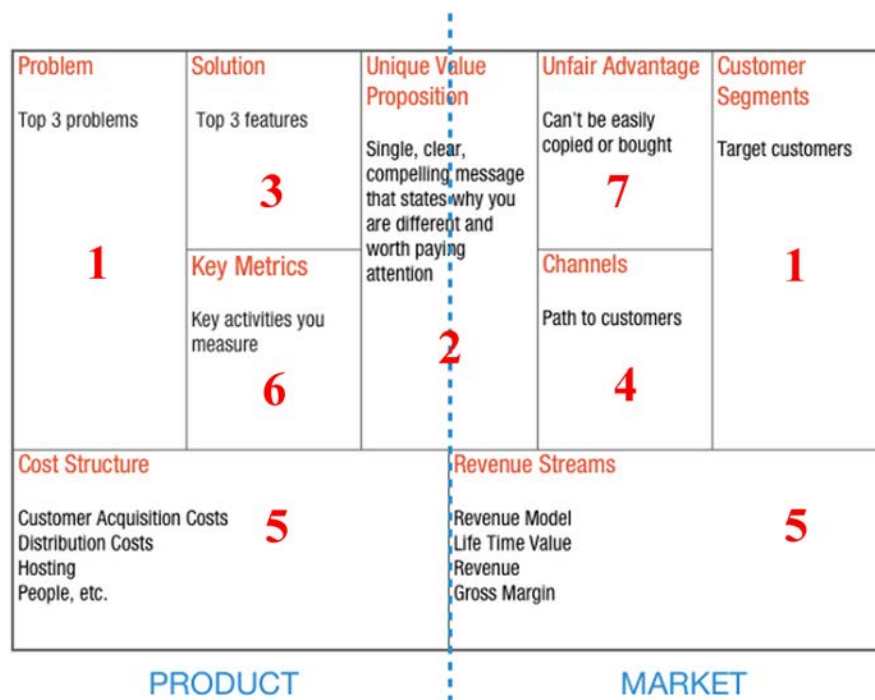 Problem
Top 3 problems
1
Solution
Top 3 features
3
Key Metrics
Key activities you
measure
6
Unique Value
Proposition
Single, clear,
compelling message
that states why you
are different and
worth paying
attention
2
Unfair Advantage
Can't be easily
copied or bought
7
Channels
Path to customers
4
Customer
Segments
Target customers
1
Cost Structure
Customer Acquisition Costs
Distribution Costs
Hosting
People, etc.
5
Revenue Streams
Revenue Model
Life Time Value
Revenue
Gross Margin
5
PRODUCT
MARKET